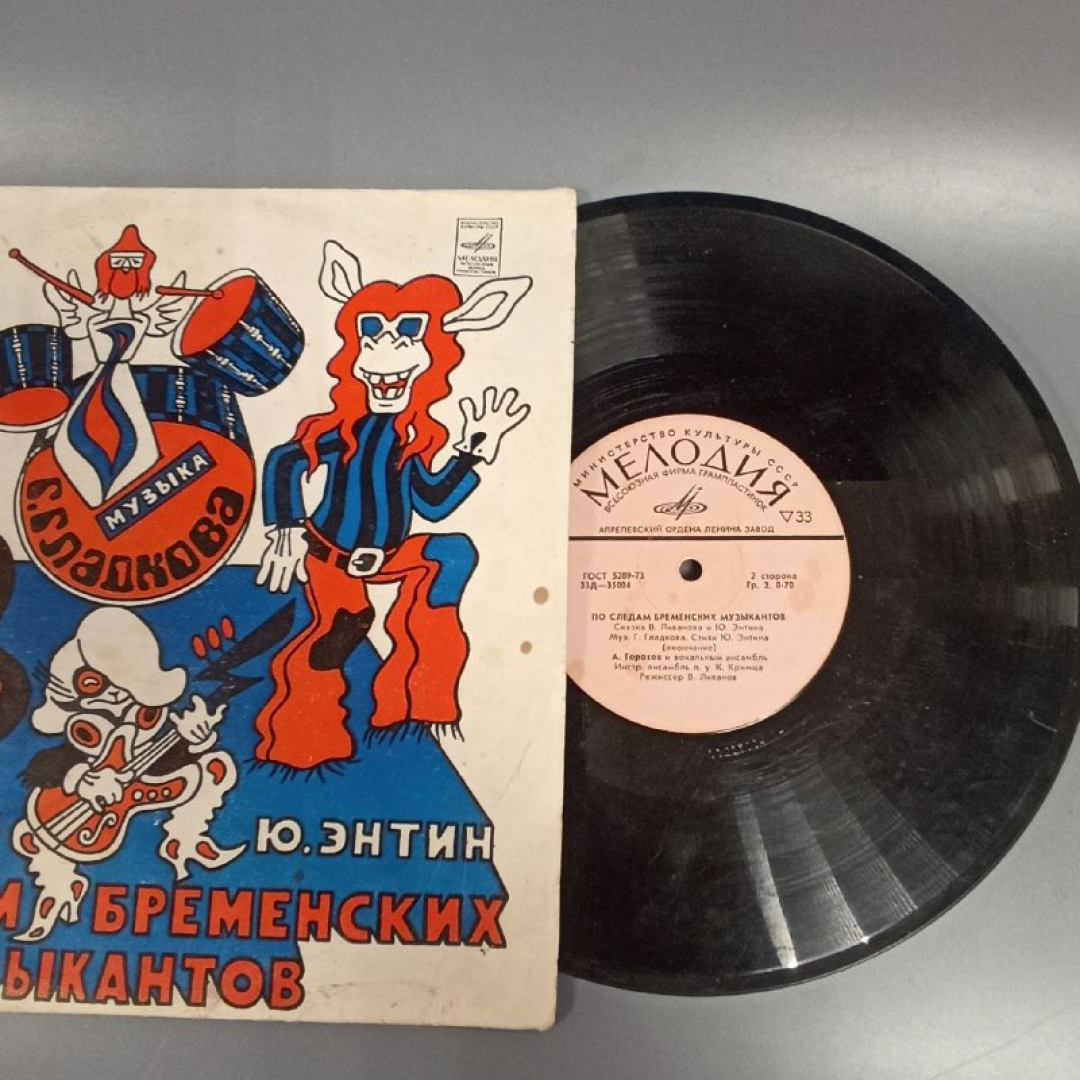 МЕЛОДИЯ
МУЗЫКА
Г. ГЛАДКОВА
Ю. ЭНТИН
БРЕМЕНСКИХ
ЫКАНТОВ
МИНИСТЕРСТВО КУЛЬТУРЫ СССР
МЕЛОДИЯ
ВСЕСОЮЗНАЯ ФИРМА ГРАМПЛАСТИНОК
▽33
АПРЕЛЕВСКИЙ ОРДЕНА ЛЕНИНА ЗАВОД
ГОСТ 5289-73 2 сторона
33Д—35004 Гр. 2. 0-70
ПО СЛЕДАМ БРЕМЕНСКИХ МУЗЫКАНТОВ
Сказка В. Ливанова и Ю. Энтина
Муз. Г. Гладкова. Стихи Ю. Энтина
(окончание)
А. Горохов и вокальный ансамбль
Инстр. ансамбль п. у. К. Кремца
Режиссер В. Ливанов